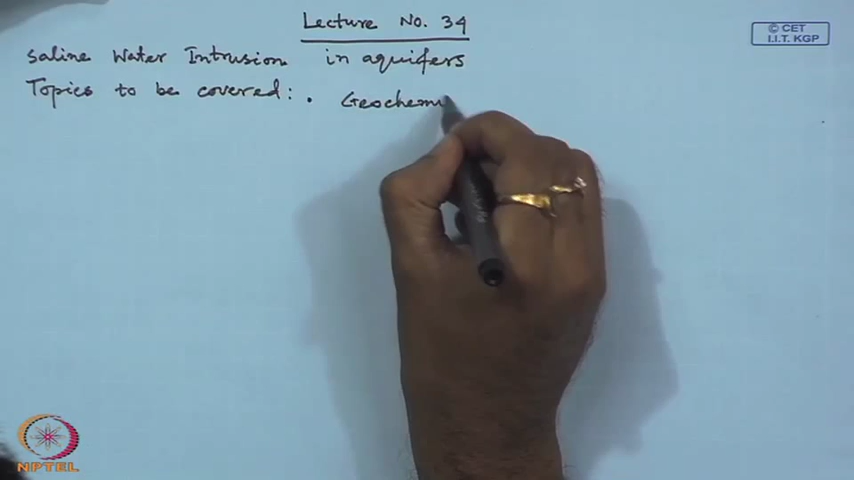 Lecture No. 34
© CET
I.I.T. KGP
Saline Water Intrusion in aquifers
Topics to be covered: • Geochem
NPTEL